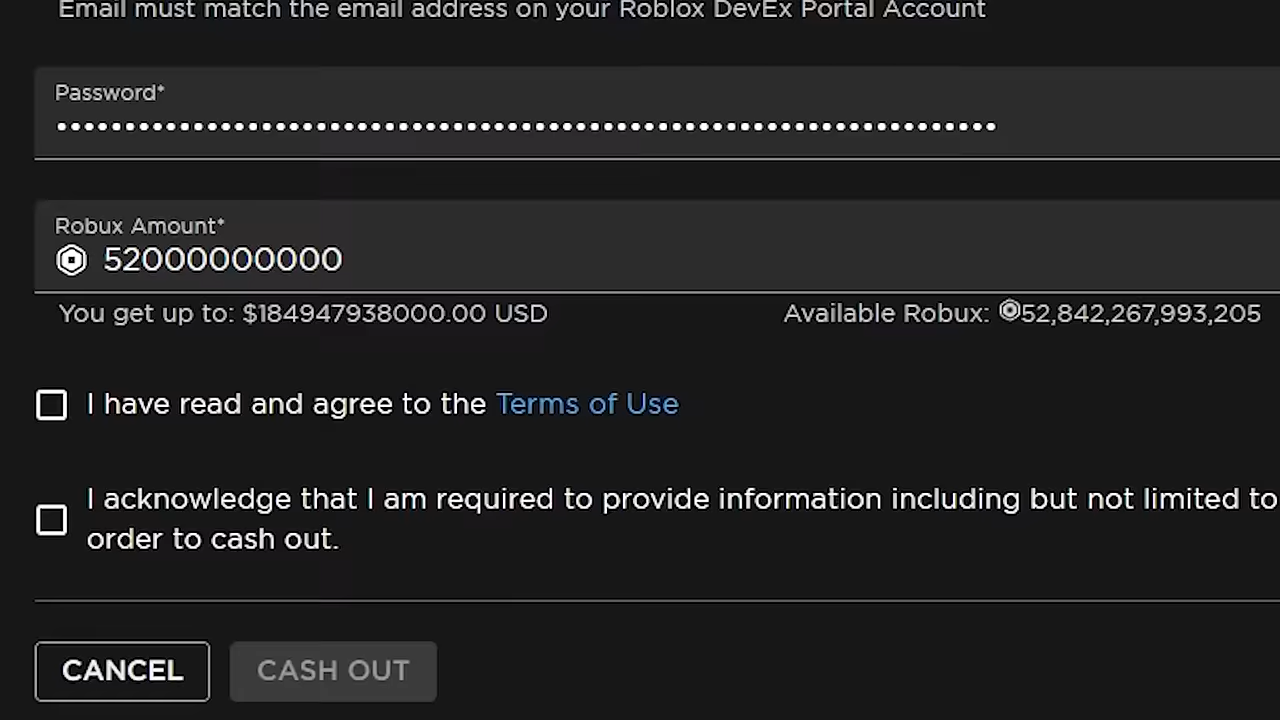 Email must match the email address on your Roblox DevEx Portal Account
Password*
••••••••••••••••••••••••••••••••••••••••••••••••••••••••••••••••••••
Robux Amount*
52000000000
You get up to: $184947938000.00 USD Available Robux: 52,842,267,993,205
I have read and agree to the Terms of Use
I acknowledge that I am required to provide information including but not limited to
order to cash out.
CANCEL CASH OUT